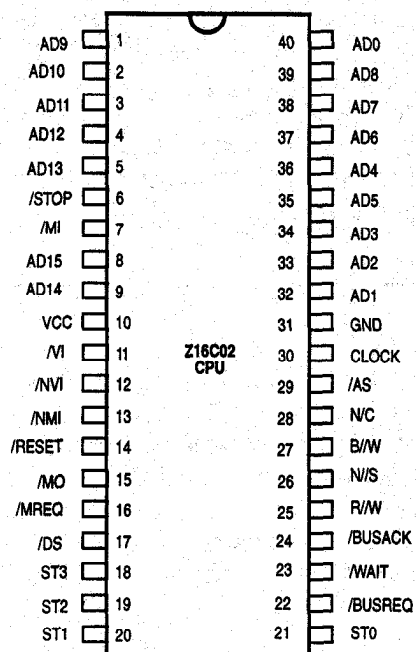 AD9 1 40 AD0
AD10 2 39 AD8
AD11 3 38 AD7
AD12 4 37 AD6
AD13 5 36 AD4
/STOP 6 35 AD5
/MI 7 34 AD3
AD15 8 33 AD2
AD14 9 32 AD1
VCC 10 31 GND
/VI 11 Z16C02 30 CLOCK
CPU
/NVI 12 29 /AS
/NMI 13 28 N/C
/RESET 14 27 B//W
/MO 15 26 N//S
/MREQ 16 25 R//W
/DS 17 24 /BUSACK
ST3 18 23 /WAIT
ST2 19 22 /BUSREQ
ST1 20 21 ST0